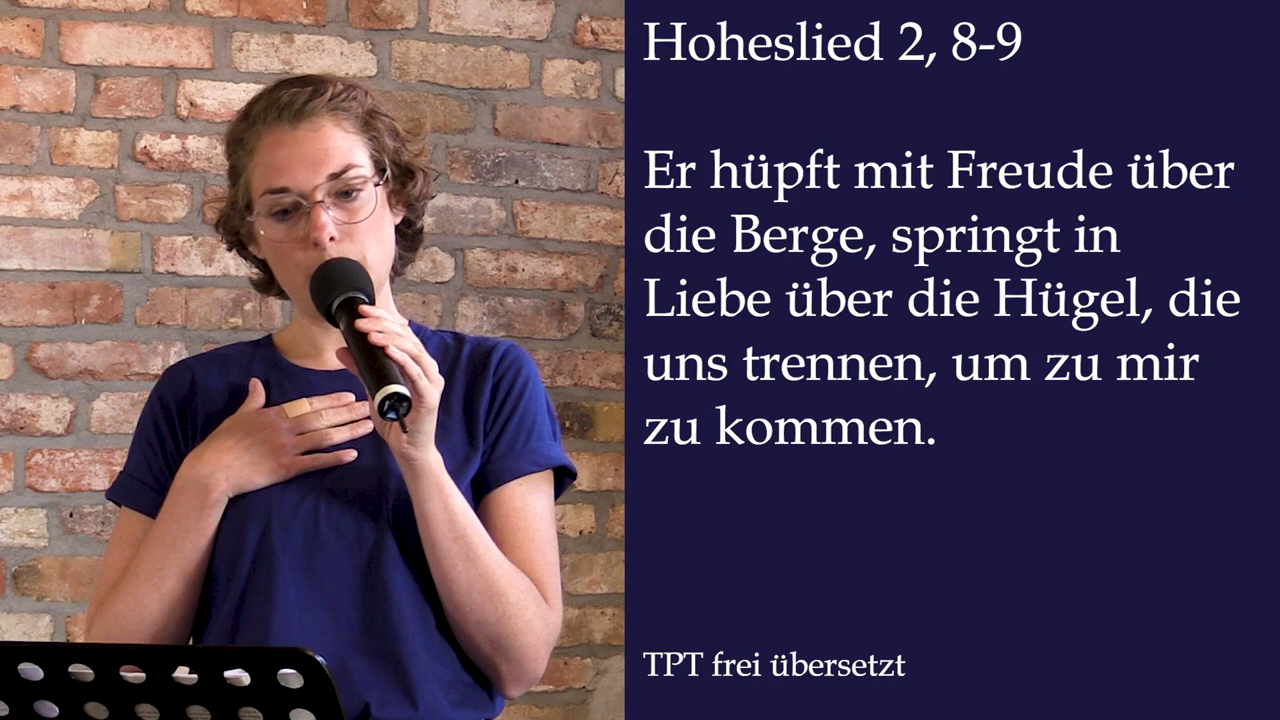 Hoheslied 2, 8-9
Er hüpft mit Freude über
die Berge, springt in
Liebe über die Hügel, die
uns trennen, um zu mir
zu kommen.
TPT frei übersetzt